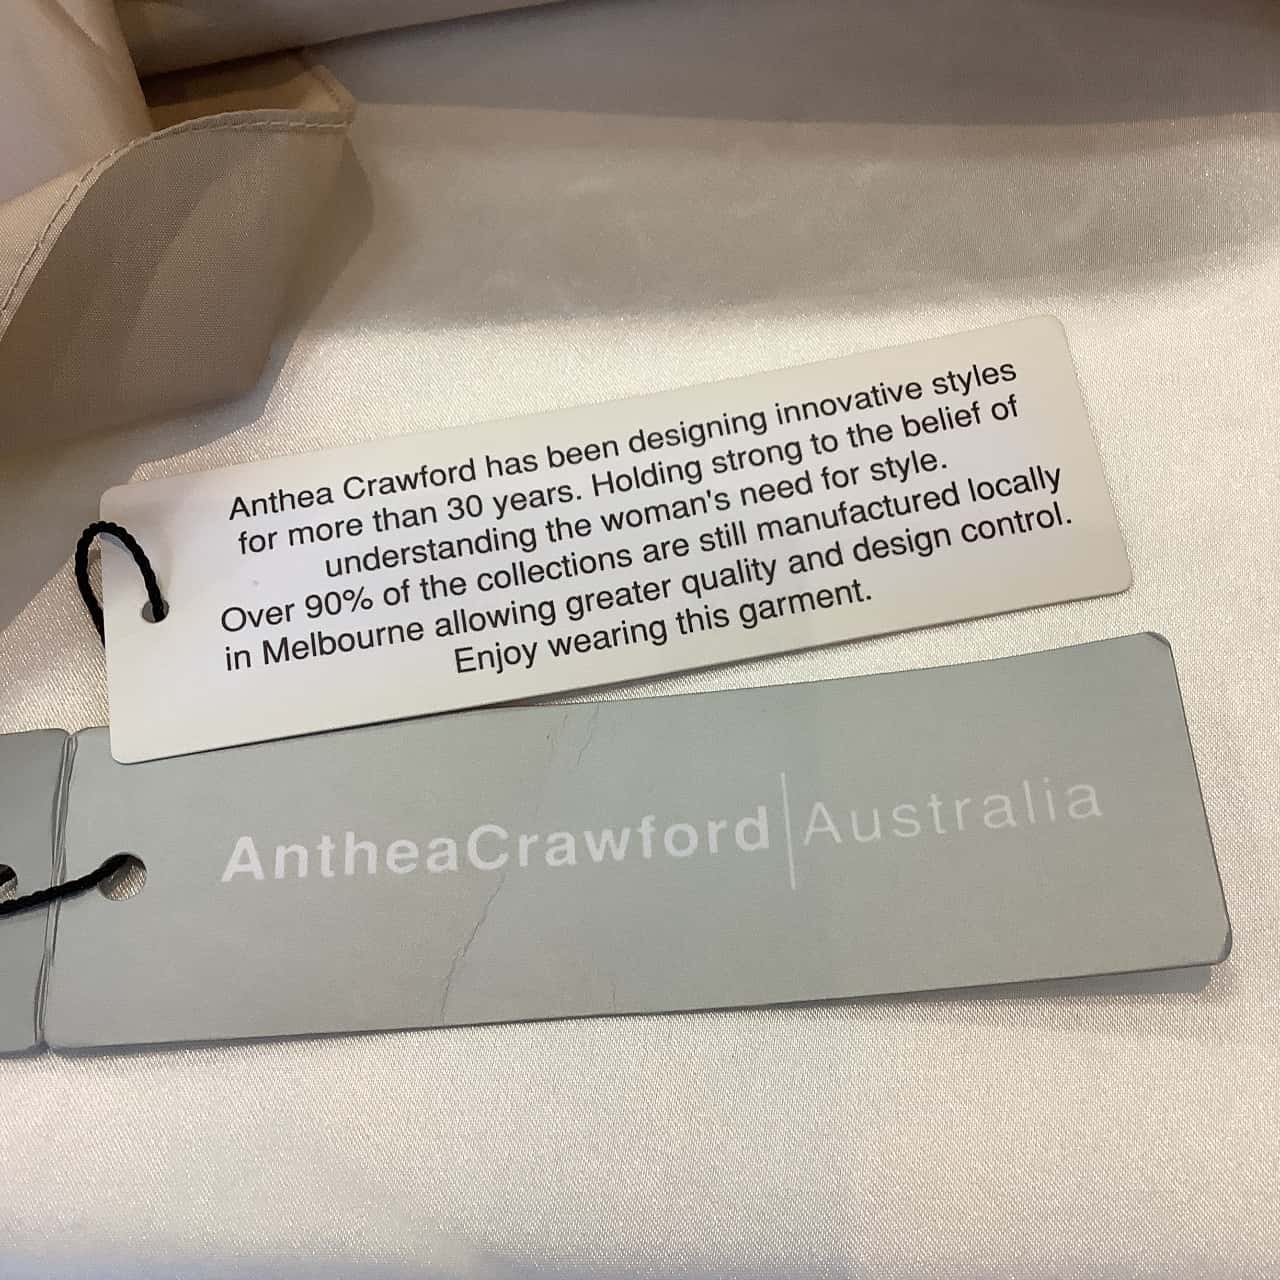 Anthea Crawford has been designing innovative styles
for more than 30 years. Holding strong to the belief of
understanding the woman's need for style.
Over 90% of the collections are still manufactured locally
in Melbourne allowing greater quality and design control.
Enjoy wearing this garment.
AntheaCrawford|Australia